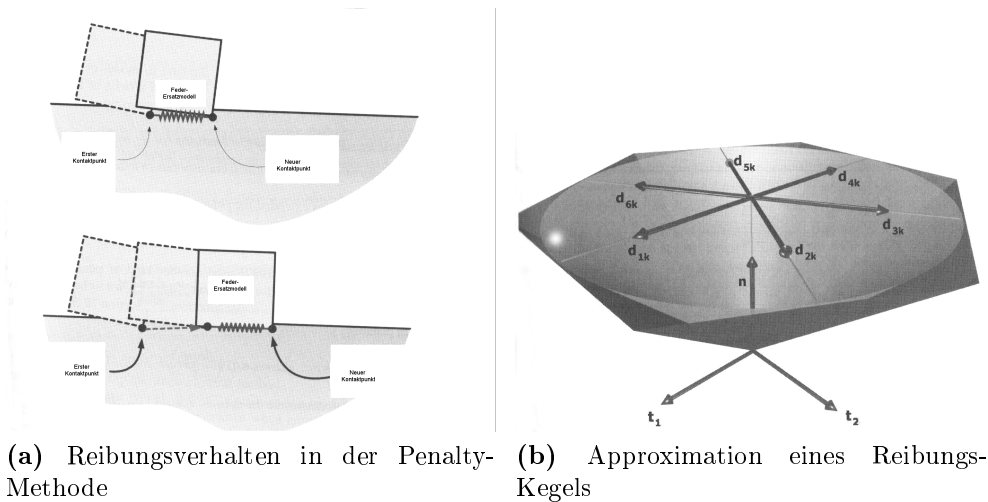 Feder-
Ersatzmodell
Erster
Kontaktpunkt
Neuer
Kontaktpunkt
Feder-
Ersatzmodell
Erster
Kontaktpunkt
Neuer
Kontaktpunkt
(a) Reibungsverhalten in der Penalty-
Methode
d5k
d4k
d6k
d3k
d1k
d2k
n
t1
t2
(b) Approximation eines Reibungs-
Kegels